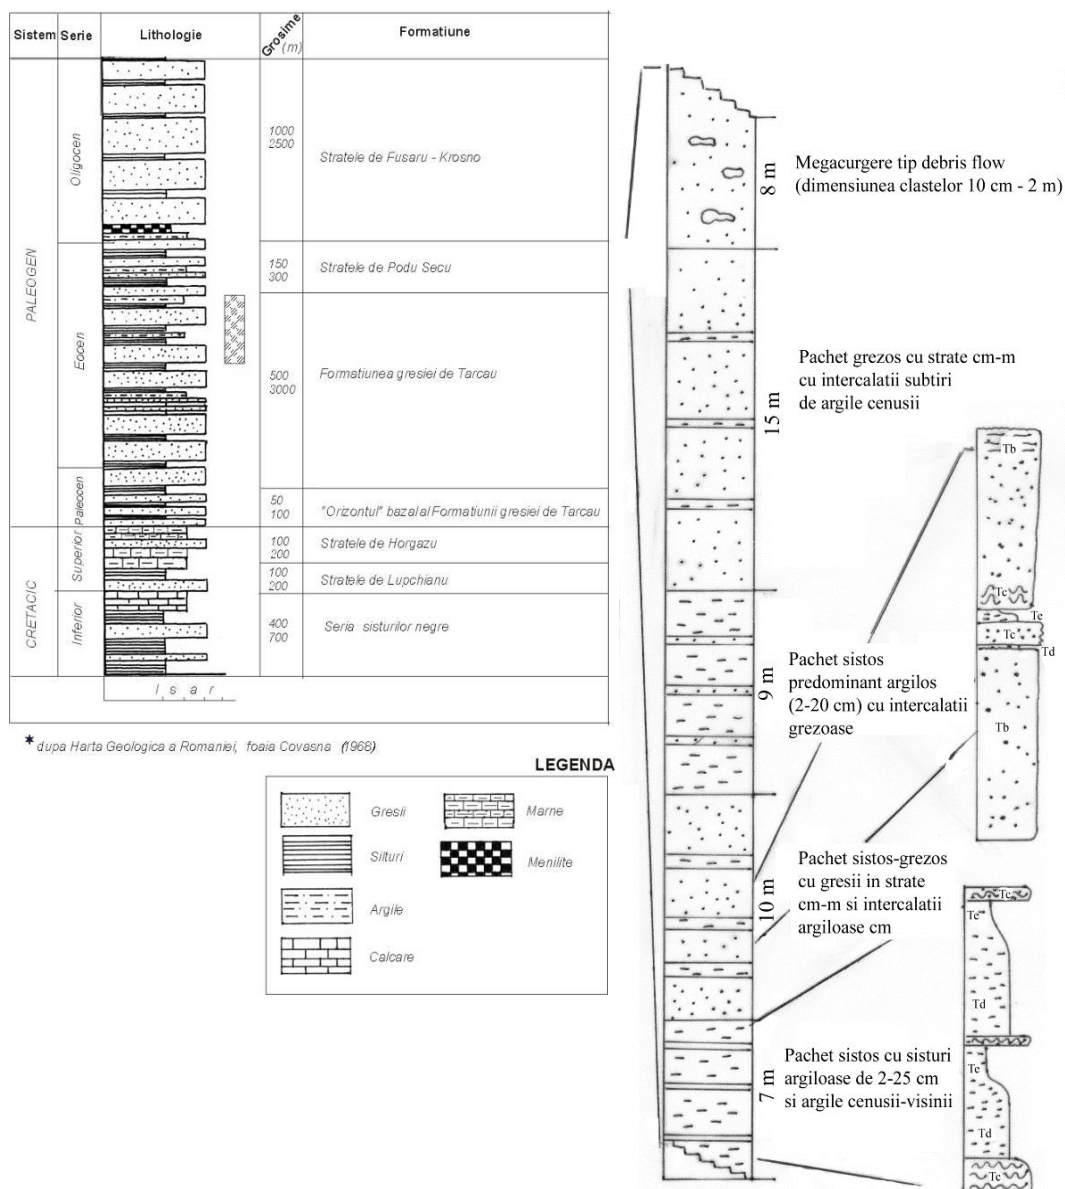 Sistem Serie Lithologie Grosime (m) Formatiune
PALEOGEN
CRETACIC
Oligocen
Eocen
Paleocen
Superior
Inferior
1000
2500
Stratele de Fusaru - Krosno
150
300
Stratele de Podu Secu
500
3000
Formatiunea gresiei de Tarcau
50
100
"Orizontul" bazal al Formatiunii gresiei de Tarcau
100
200
Stratele de Horgazu
100
200
Stratele de Lupchianu
400
700
Seria sisturilor negre
l s a r
* dupa Harta Geologica a Romaniei, foaia Covasna (1968)
LEGENDA
Gresii
Silturi
Argile
Calcare
Marne
Menilite
8 m
Megacurgere tip debris flow
(dimensiunea clastelor 10 cm - 2 m)
15 m
Pachet grezos cu strate cm-m
cu intercalatii subtiri
de argile cenusii
9 m
Pachet sistos
predominant argilos
(2-20 cm) cu intercalatii
grezoase
10 m
Pachet sistos-grezos
cu gresii in strate
cm-m si intercalatii
argiloase cm
7 m
Pachet sistos cu sisturi
argiloase de 2-25 cm
si argile cenusii-visinii
Tb
Tc
Te
Tc
Td
Tb
Tc
Te
Td
Te
Td
Tc